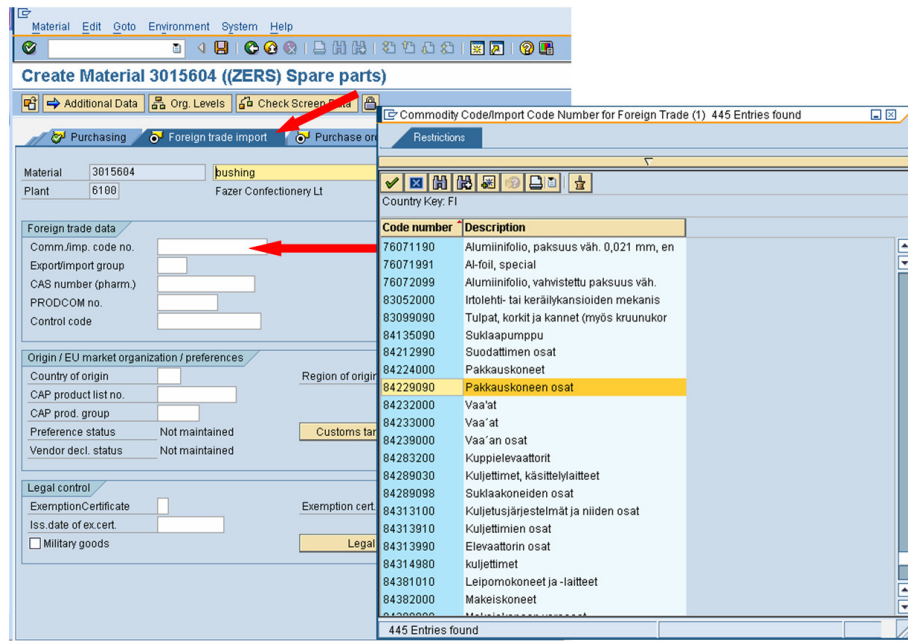 Material Edit Goto Environment System Help
Create Material 3015604 ((ZERS) Spare parts)
Additional Data Org. Levels Check Screen Data
Purchasing Foreign trade import Purchase ord
Material 3015604 bushing
Plant 6100 Fazer Confectionery Lt
Foreign trade data
Comm./imp. code no.
Export/import group
CAS number (pharm.)
PRODCOM no.
Control code
Origin / EU market organization / preferences
Country of origin Region of origin
CAP product list no.
CAP prod. group
Preference status Not maintained Customs tar
Vendor decl. status Not maintained
Legal control
ExemptionCertificate Exemption cert.
Iss.date of ex.cert.
Military goods Legal
Commodity Code/Import Code Number for Foreign Trade (1) 445 Entries found
Restrictions
Country Key: FI
Code number Description
76071190 Alumiinifolio, paksuus väh. 0,021 mm, en
76071991 Al-foil, special
76072099 Alumiinifolio, vahvistettu paksuus väh.
83052000 Irtolehti- tai keräilykansioiden mekanis
83099090 Tulpat, korkit ja kannet (myös kruunukor
84135090 Suklaapumppu
84212990 Suodattimen osat
84224000 Pakkauskoneet
84229090 Pakkauskoneen osat
84232000 Vaa'at
84233000 Vaa´at
84239000 Vaa´an osat
84283200 Kuppielevaattorit
84289030 Kuljettimet, käsittelylaitteet
84289098 Suklaakoneiden osat
84313100 Kuljetusjärjestelmät ja niiden osat
84313910 Kuljettimien osat
84313990 Elevaattorin osat
84314980 kuljettimet
84381010 Leipomokoneet ja -laitteet
84382000 Makeiskoneet
445 Entries found